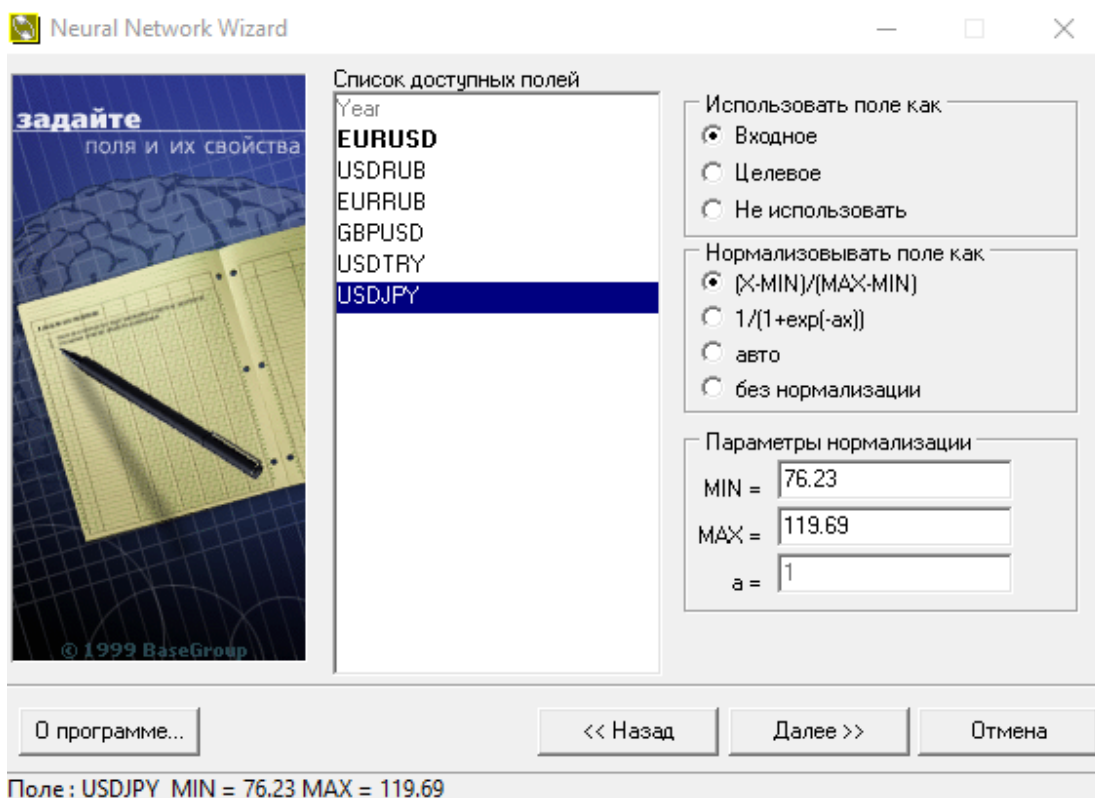 Neural Network Wizard
задайте
поля и их свойства
© 1999 BaseGroup
Список доступных полей
Year
EURUSD
USDRUB
EURRUB
GBPUSD
USDTRY
USDJPY
Использовать поле как
Входное
Целевое
Не использовать
Нормализовывать поле как
(X-MIN)/(MAX-MIN)
1/(1+exp(-ax))
авто
без нормализации
Параметры нормализации
MIN = 76.23
MAX = 119.69
a = 1
О программе... << Назад Далее >> Отмена
Поле : USDJPY MIN = 76.23 MAX = 119.69